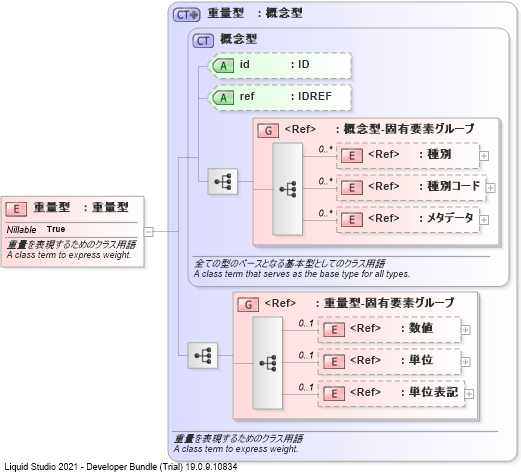 CT 重量型 : 概念型
CT 概念型
A id : ID
A ref : IDREF
G <Ref> : 概念型-固有要素グループ
0..* E <Ref> : 種別
0..* E <Ref> : 種別コード
0..* E <Ref> : メタデータ
E 重量型 : 重量型
Nillable True
重量を表現するためのクラス用語
A class term to express weight.
全ての型のベースとなる基本型としてのクラス用語
A class term that serves as the base type for all types.
G <Ref> : 重量型-固有要素グループ
0..1 E <Ref> : 数値
0..1 E <Ref> : 単位
0..1 E <Ref> : 単位表記
重量を表現するためのクラス用語
A class term to express weight.
Liquid Studio 2021 - Developer Bundle (Trial) 19.0.9.10834